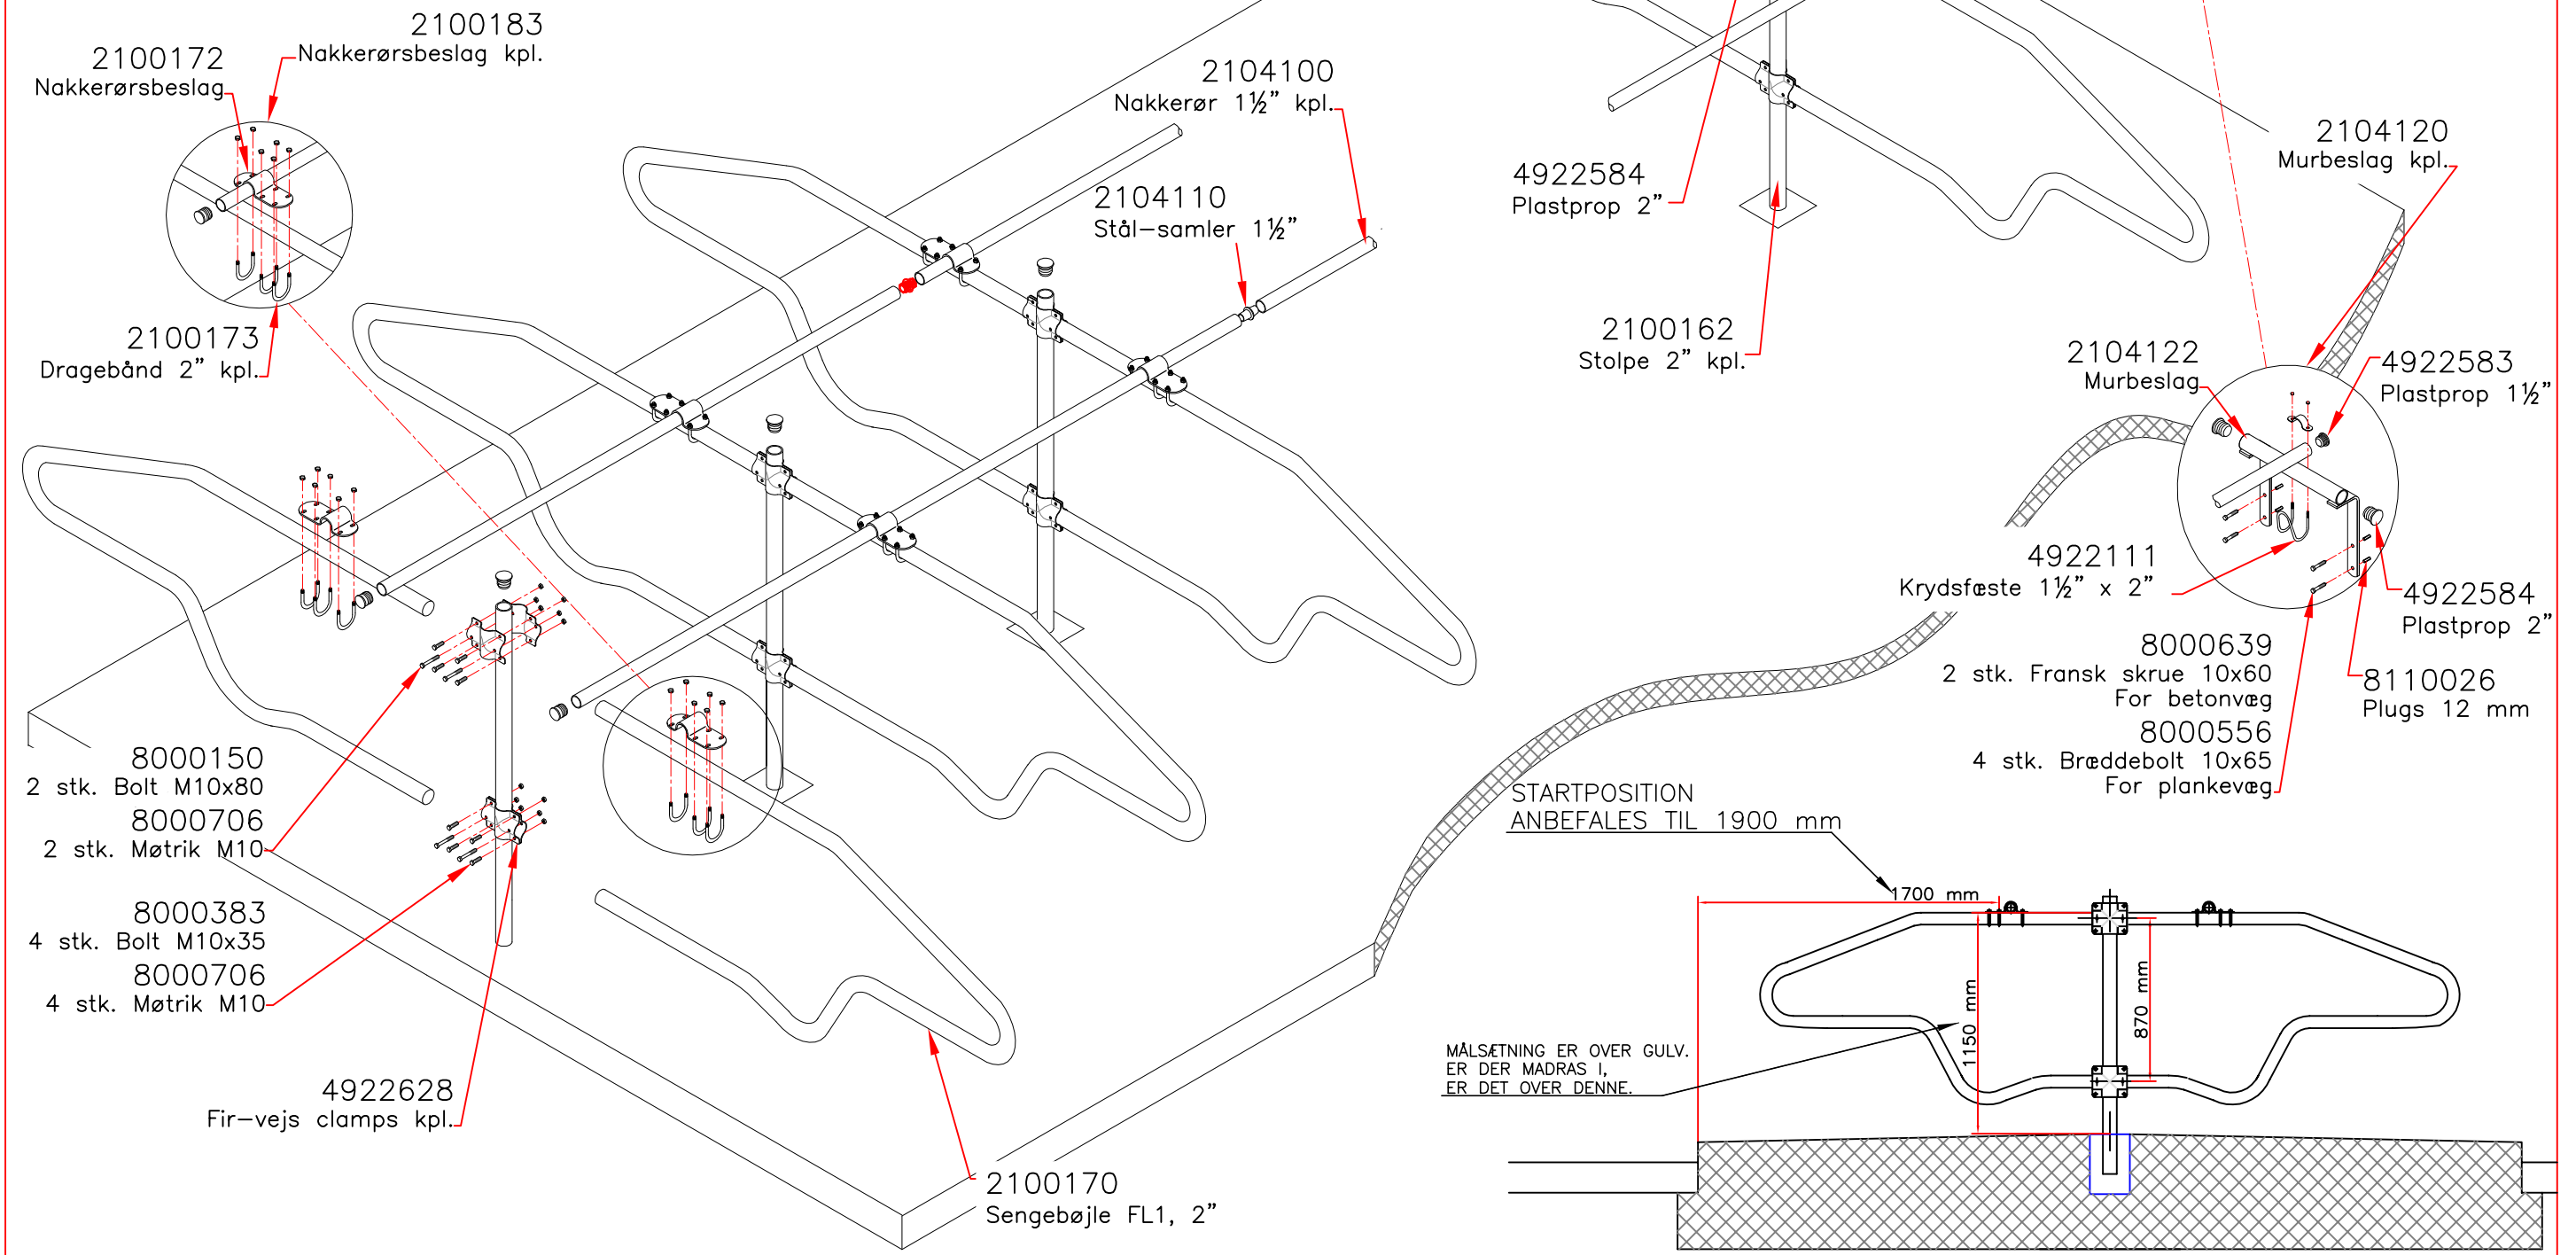 2100183
Nakkerørsbeslag kpl.
2100172
Nakkerørsbeslag
2100173
Dragebånd 2” kpl.
2104100
Nakkerør 1½” kpl.
2104110
Stål-samler 1½”
4922584
Plastprop 2”
2100162
Stolpe 2” kpl.
2104120
Murbeslag kpl.
2104122
Murbeslag
4922583
Plastprop 1½”
4922111
Krydsfæste 1½” x 2”
4922584
Plastprop 2”
8000639
2 stk. Fransk skrue 10x60
For betonvæg
8000556
4 stk. Bræddebolt 10x65
For plankevæg
8110026
Plugs 12 mm
8000150
2 stk. Bolt M10x80
8000706
2 stk. Møtrik M10
8000383
4 stk. Bolt M10x35
8000706
4 stk. Møtrik M10
4922628
Fir-vejs clamps kpl.
2100170
Sengebøjle FL1, 2”
STARTPOSITION
ANBEFALES TIL 1900 mm
1700 mm
1150 mm
870 mm
MÅLSÆTNING ER OVER GULV.
ER DER MADRAS I,
ER DET OVER DENNE.